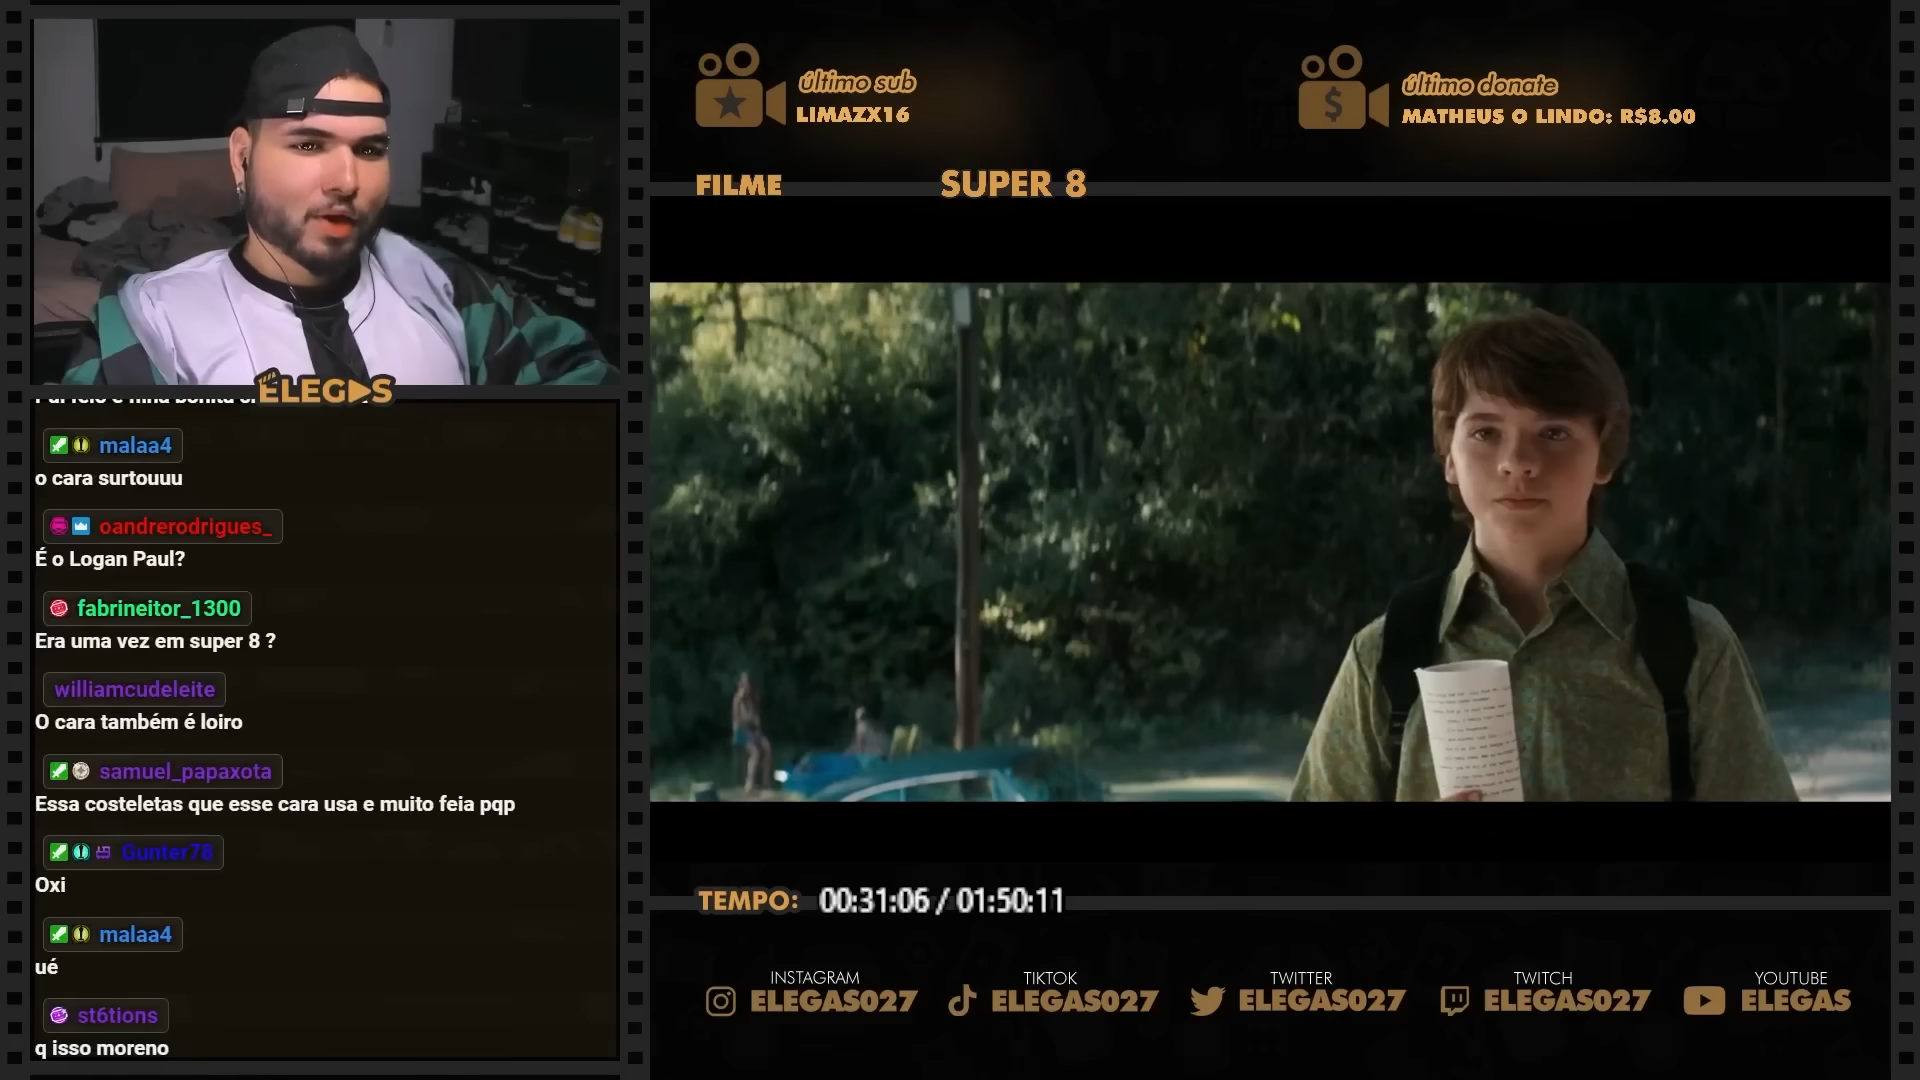 último sub
LIMAZX16
último donate
MATHEUS O LINDO: R$8.00
FILME
SUPER 8
ELEGAS
malaa4
o cara surtouuu
oandrerodrigues_
É o Logan Paul?
fabrineitor_1300
Era uma vez em super 8 ?
williamcudeleite
O cara também é loiro
samuel_papaxota
Essa costeletas que esse cara usa e muito feia pqp
Gunter78
Oxi
malaa4
ué
st6tions
q isso moreno
TEMPO: 00:31:06 / 01:50:11
INSTAGRAM
ELEGAS027
TIKTOK
ELEGAS027
TWITTER
ELEGAS027
TWITCH
ELEGAS027
YOUTUBE
ELEGAS